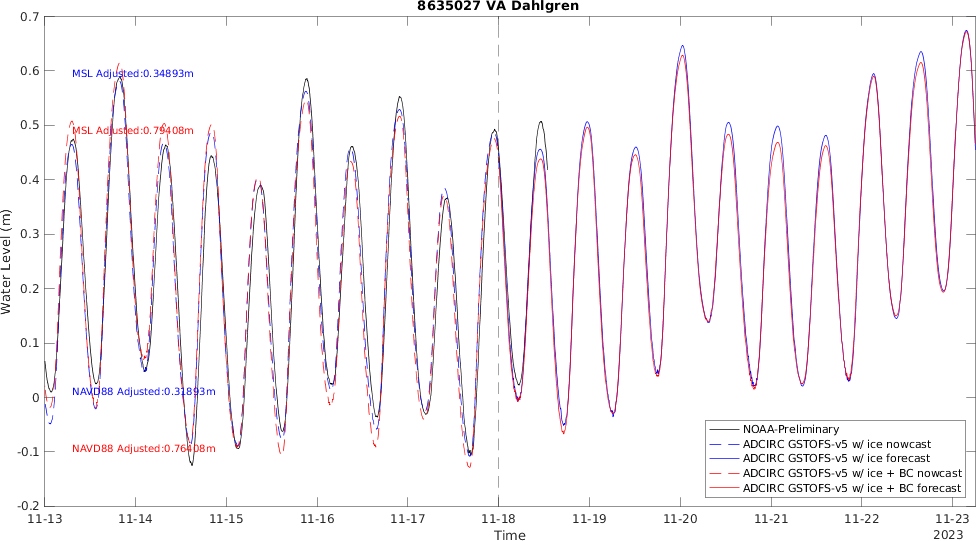 8635027 VA Dahlgren
0.7
0.6
0.5
0.4
0.3
0.2
0.1
0
-0.1
-0.2
Water Level (m)
MSL Adjusted:0.34893m
MSL Adjusted:0.79408m
NAVD88 Adjusted:0.31893m
NAVD88 Adjusted:0.76408m
NOAA-Preliminary
ADCIRC GSTOFS-v5 w/ ice nowcast
ADCIRC GSTOFS-v5 w/ ice forecast
ADCIRC GSTOFS-v5 w/ ice + BC nowcast
ADCIRC GSTOFS-v5 w/ ice + BC forecast
11-13 11-14 11-15 11-16 11-17 11-18 11-19 11-20 11-21 11-22 11-23
Time 2023